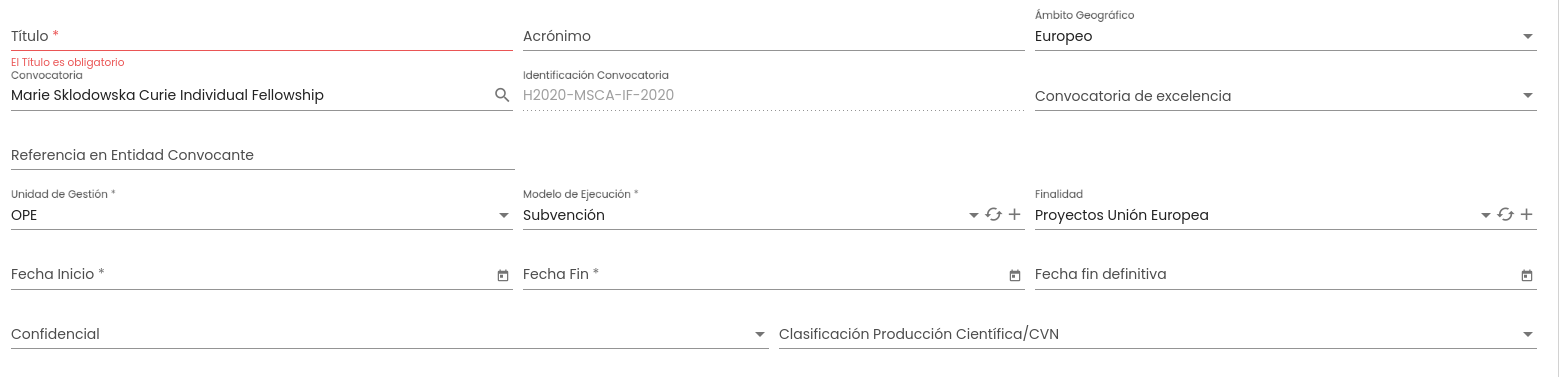 Ámbito Geográfico
Título * Acrónimo Europeo
El Título es obligatorio
Convocatoria Identificación Convocatoria
Marie Sklodowska Curie Individual Fellowship H2020-MSCA-IF-2020 Convocatoria de excelencia
Referencia en Entidad Convocante
Unidad de Gestión * Modelo de Ejecución * Finalidad
OPE Subvención Proyectos Unión Europea
Fecha Inicio * Fecha Fin * Fecha fin definitiva
Confidencial Clasificación Producción Científica/CVN